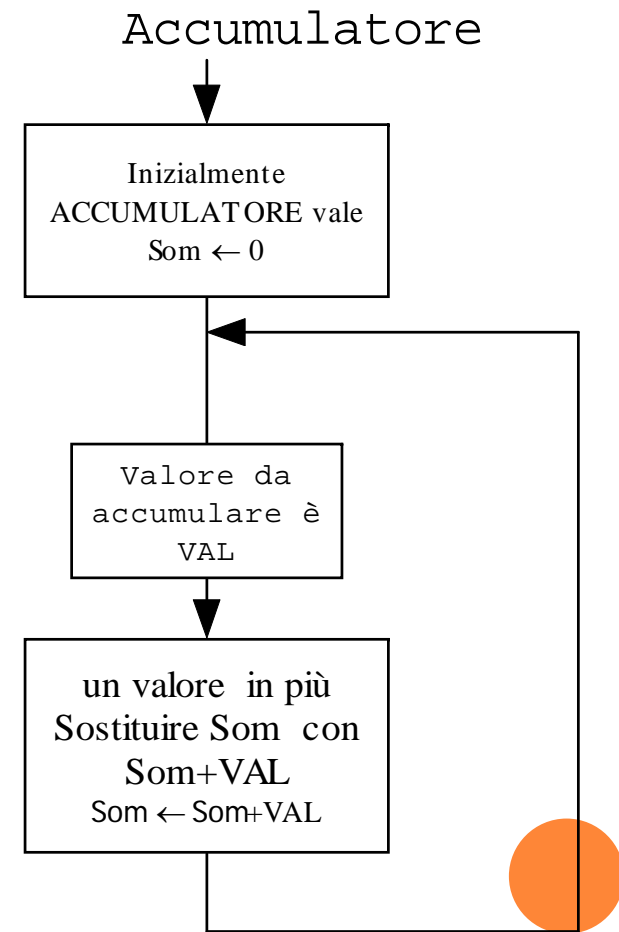 Accumulatore
Inizialmente
ACCUMULATORE vale
Som ← 0
Valore da
accumulare è
VAL
un valore in più
Sostituire Som con
Som+VAL
Som ← Som+VAL